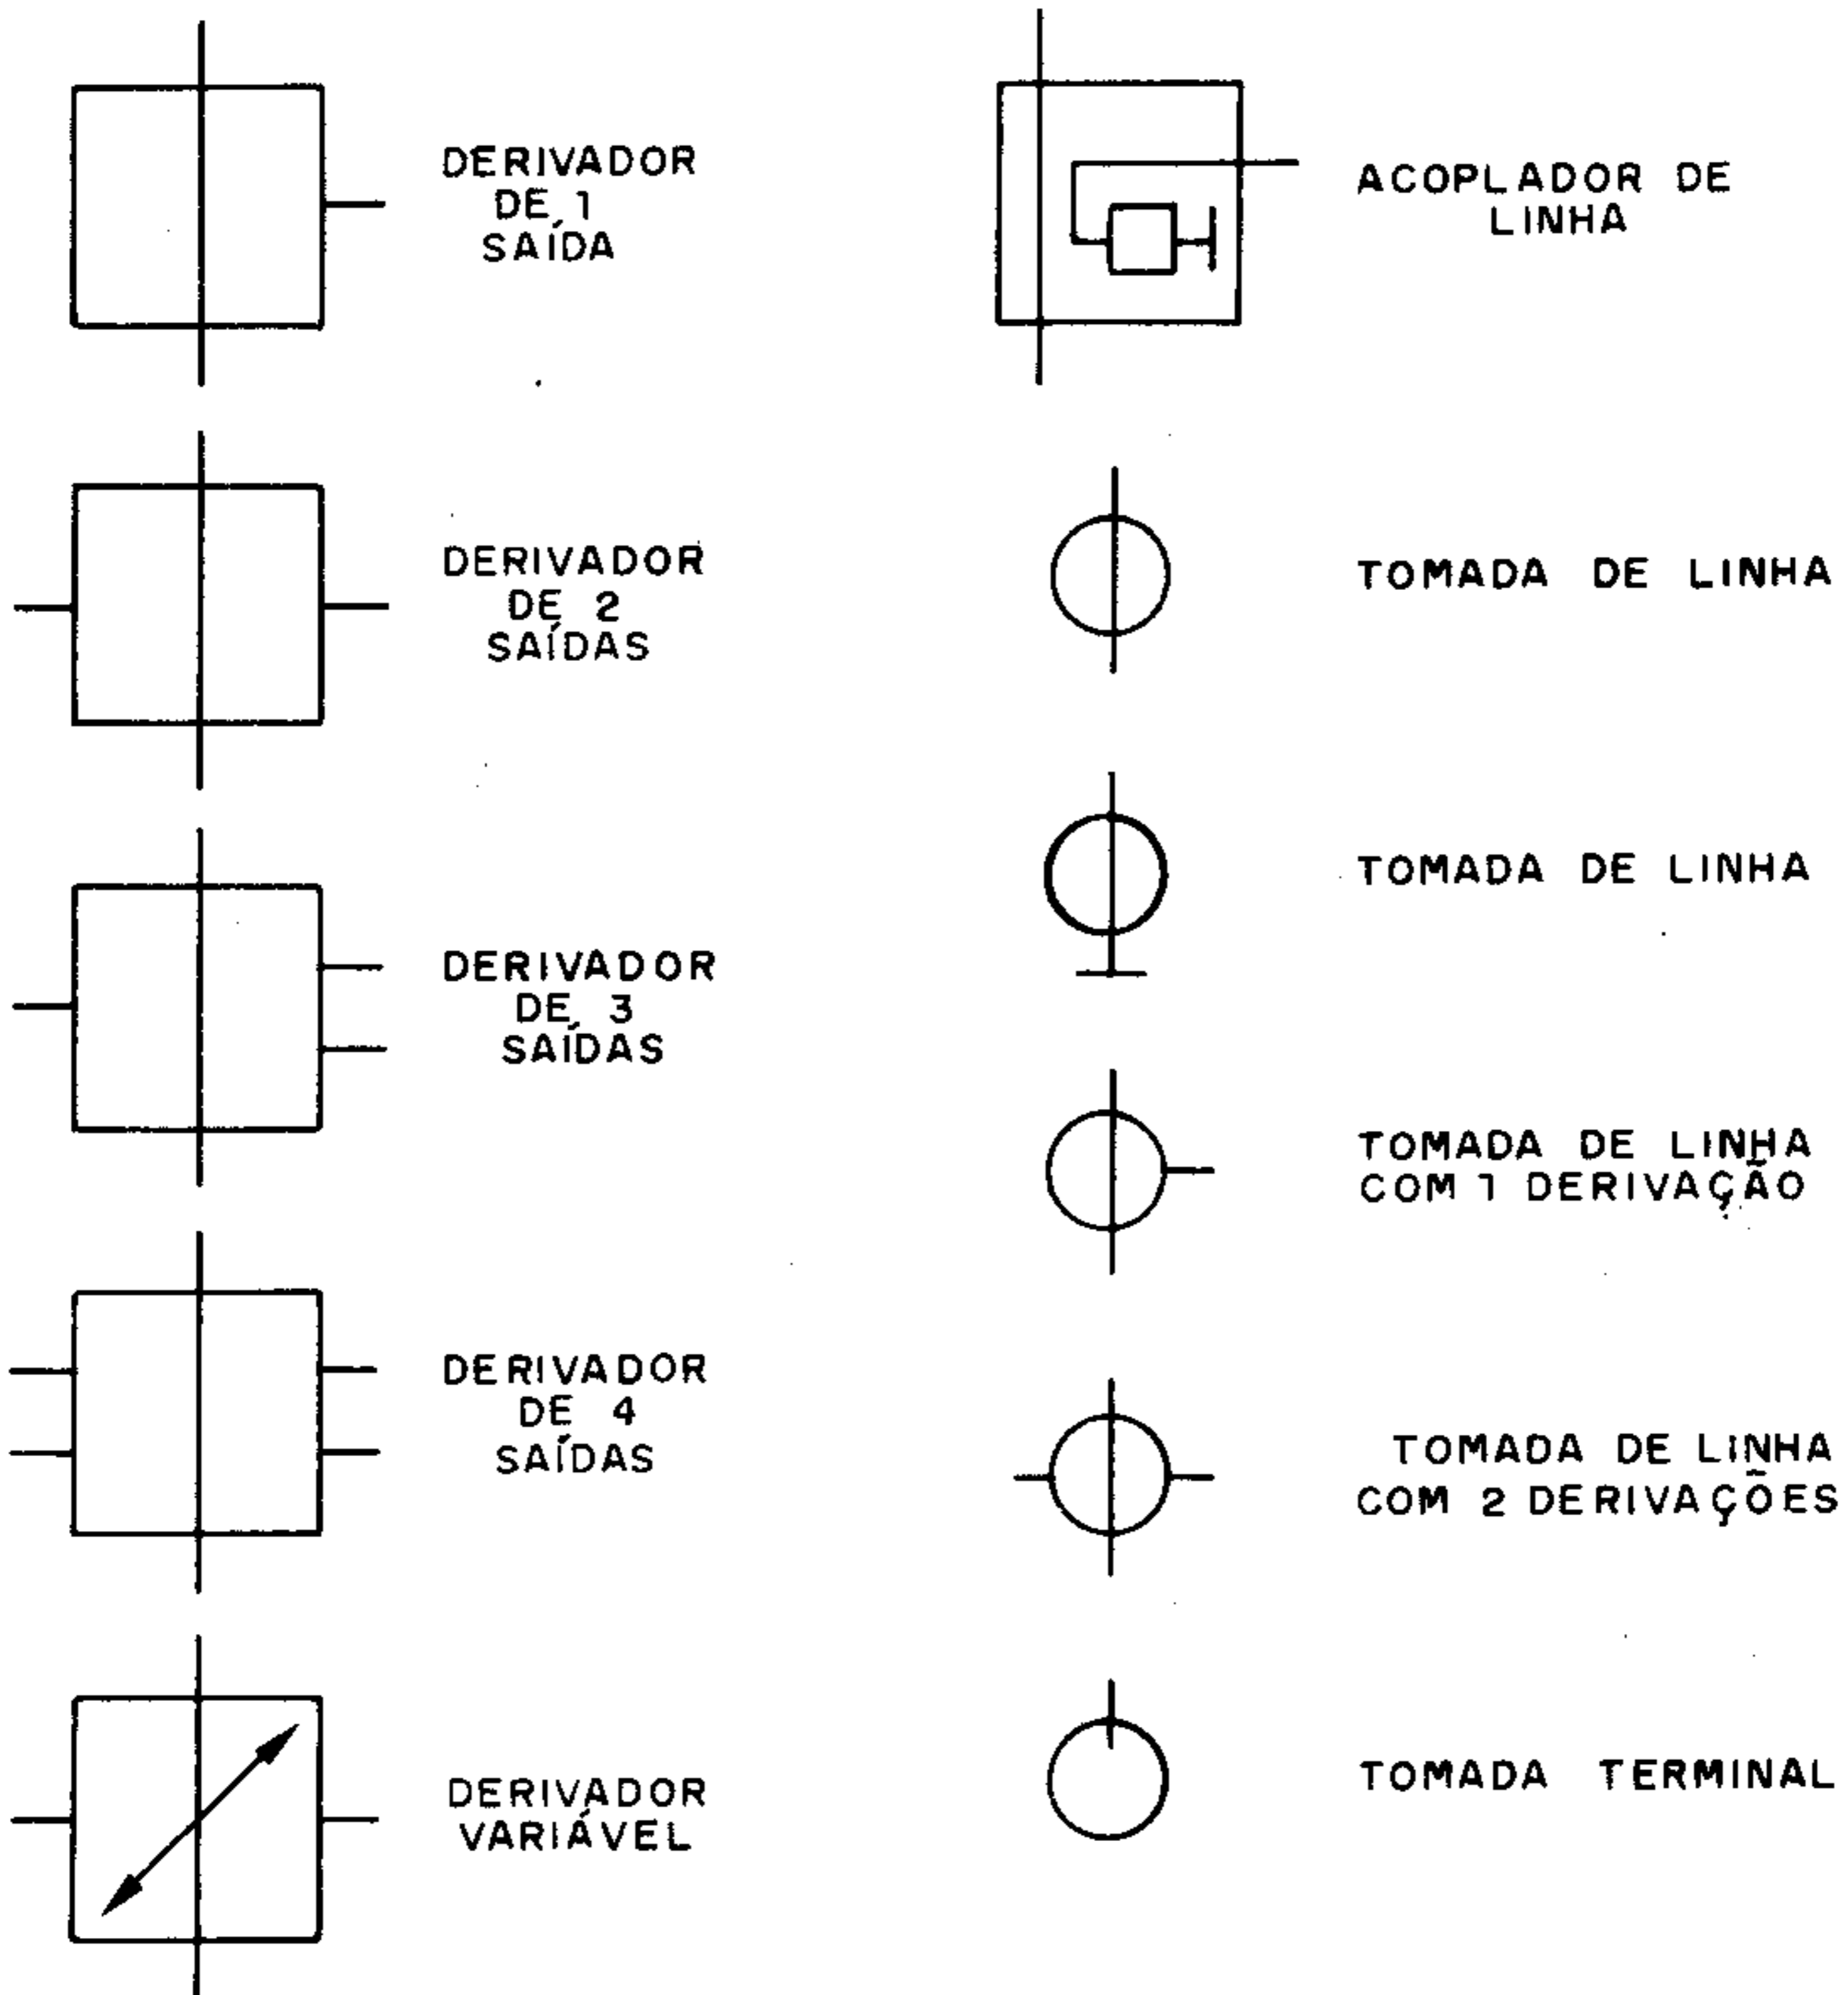 DERIVADOR
DE 1
SAÍDA
DERIVADOR
DE 2
SAÍDAS
DERIVADOR
DE 3
SAÍDAS
DERIVADOR
DE 4
SAÍDAS
DERIVADOR
VARIÁVEL
ACOPLADOR DE
LINHA
TOMADA DE LINHA
TOMADA DE LINHA
TOMADA DE LINHA
COM 1 DERIVAÇÃO
TOMADA DE LINHA
COM 2 DERIVAÇÕES
TOMADA TERMINAL